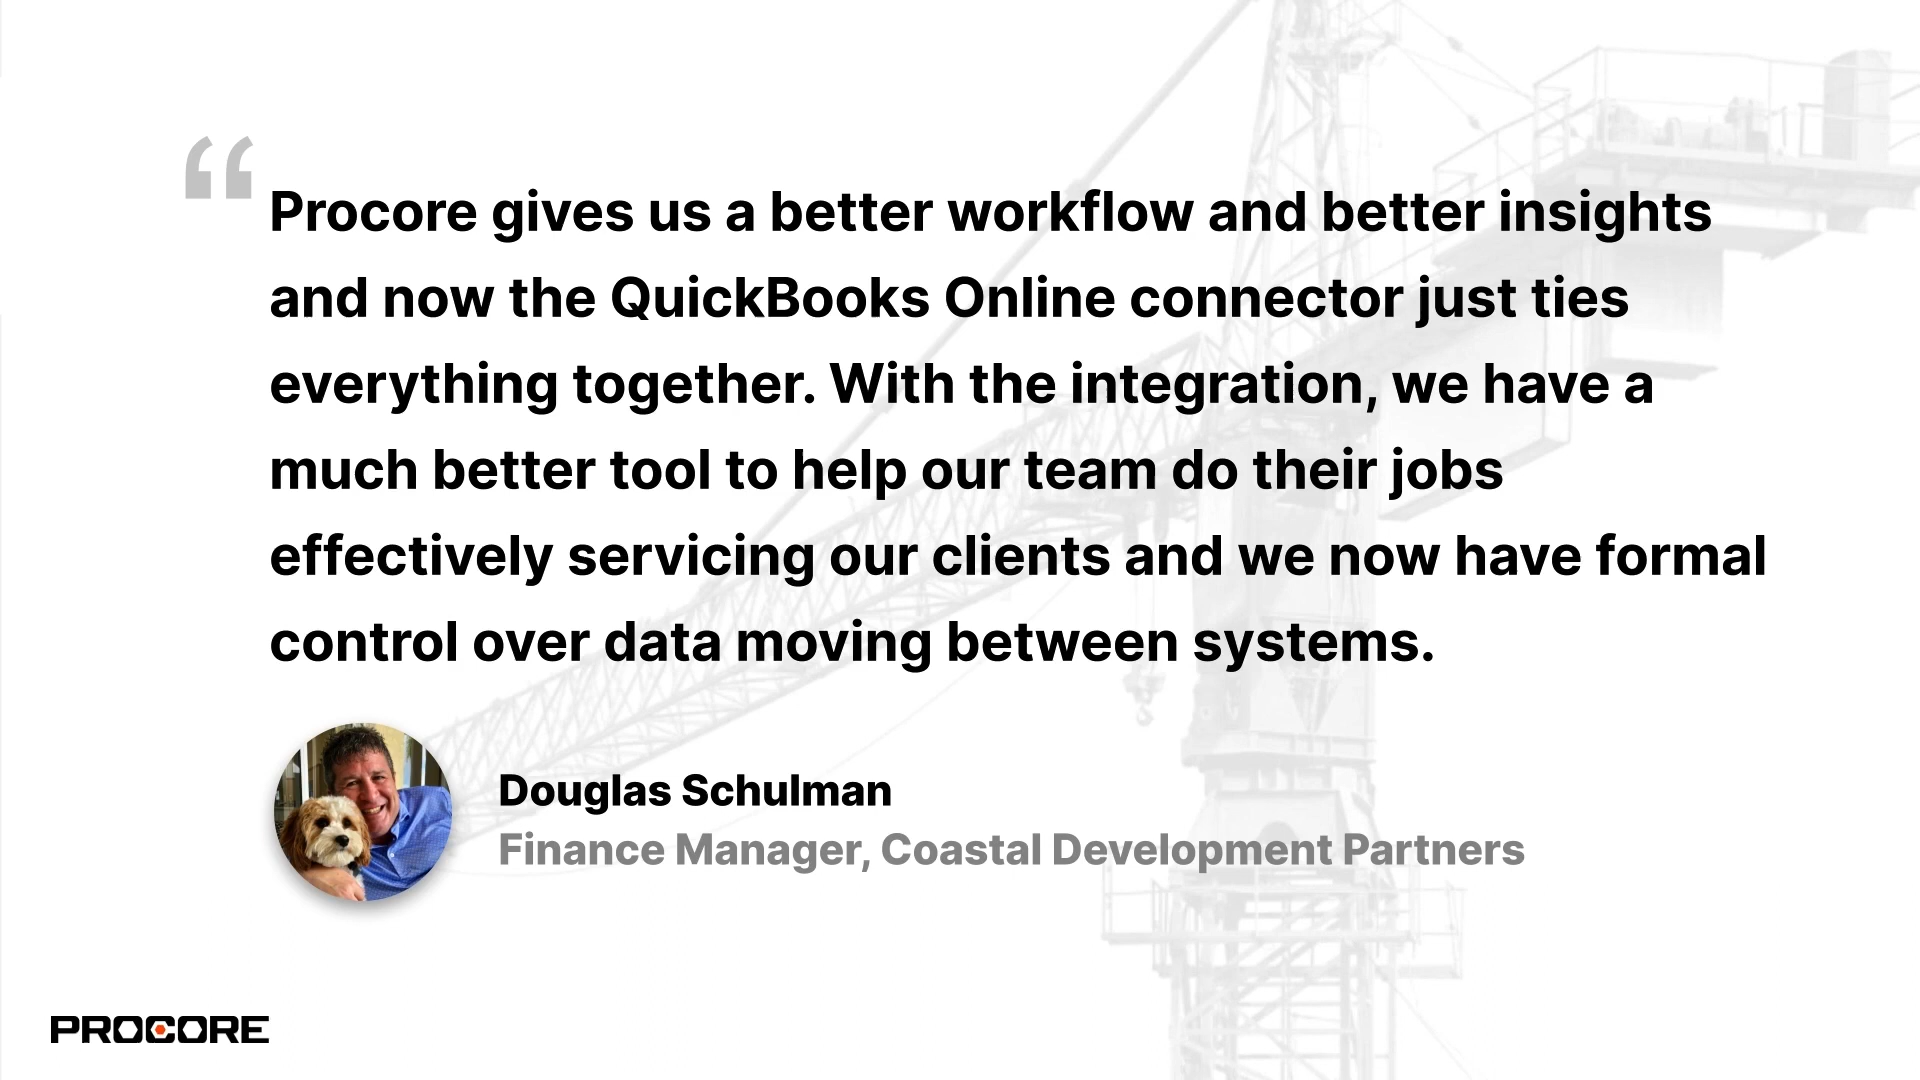 “
Procore gives us a better workflow and better insights
and now the QuickBooks Online connector just ties
everything together. With the integration, we have a
much better tool to help our team do their jobs
effectively servicing our clients and we now have formal
control over data moving between systems.
Douglas Schulman
Finance Manager, Coastal Development Partners
PROCORE